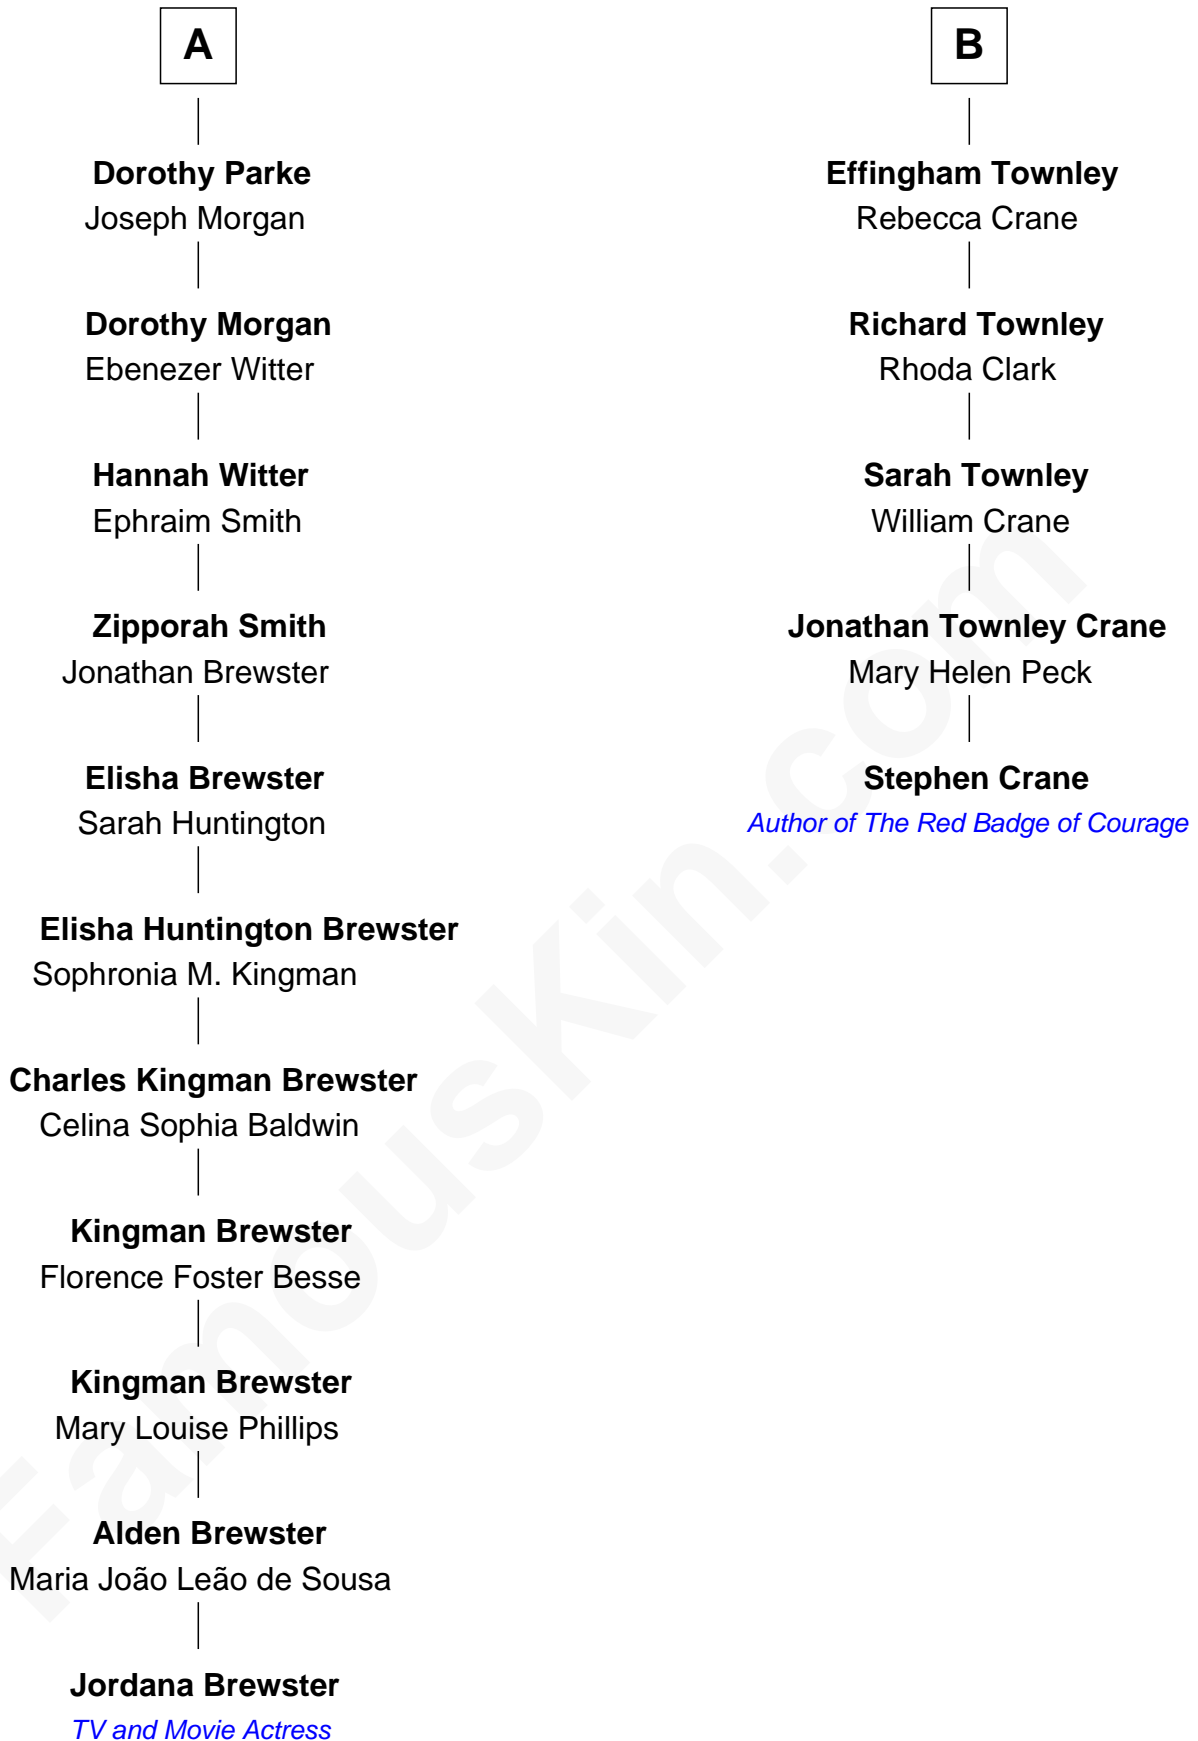 A
Dorothy Parke
Joseph Morgan
Dorothy Morgan
Ebenezer Witter
Hannah Witter
Ephraim Smith
Zipporah Smith
Jonathan Brewster
Elisha Brewster
Sarah Huntington
Elisha Huntington Brewster
Sophronia M. Kingman
Charles Kingman Brewster
Celina Sophia Baldwin
Kingman Brewster
Florence Foster Besse
Kingman Brewster
Mary Louise Phillips
Alden Brewster
Maria João Leão de Sousa
Jordana Brewster
TV and Movie Actress
B
Effingham Townley
Rebecca Crane
Richard Townley
Rhoda Clark
Sarah Townley
William Crane
Jonathan Townley Crane
Mary Helen Peck
Stephen Crane
Author of The Red Badge of Courage
FamousKin.com